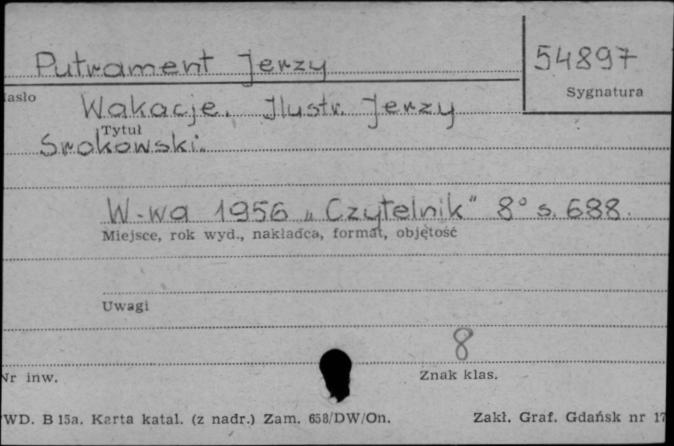 Putrament Jerzy
54897
Sygnatura
Wakacje. Ilustr. Jerzy
Tytuł
Srokowski.
W-wa 1956 „Czytelnik" 8° s. 688.
Miejsce, rok wyd., nakładca, format, objętość
Uwagi
8
Nr inw.
Znak klas.
WD. B 15a. Karta katal. (z nadr.) Zam. 658/DW/On.
Zakł. Graf. Gdańsk nr 17